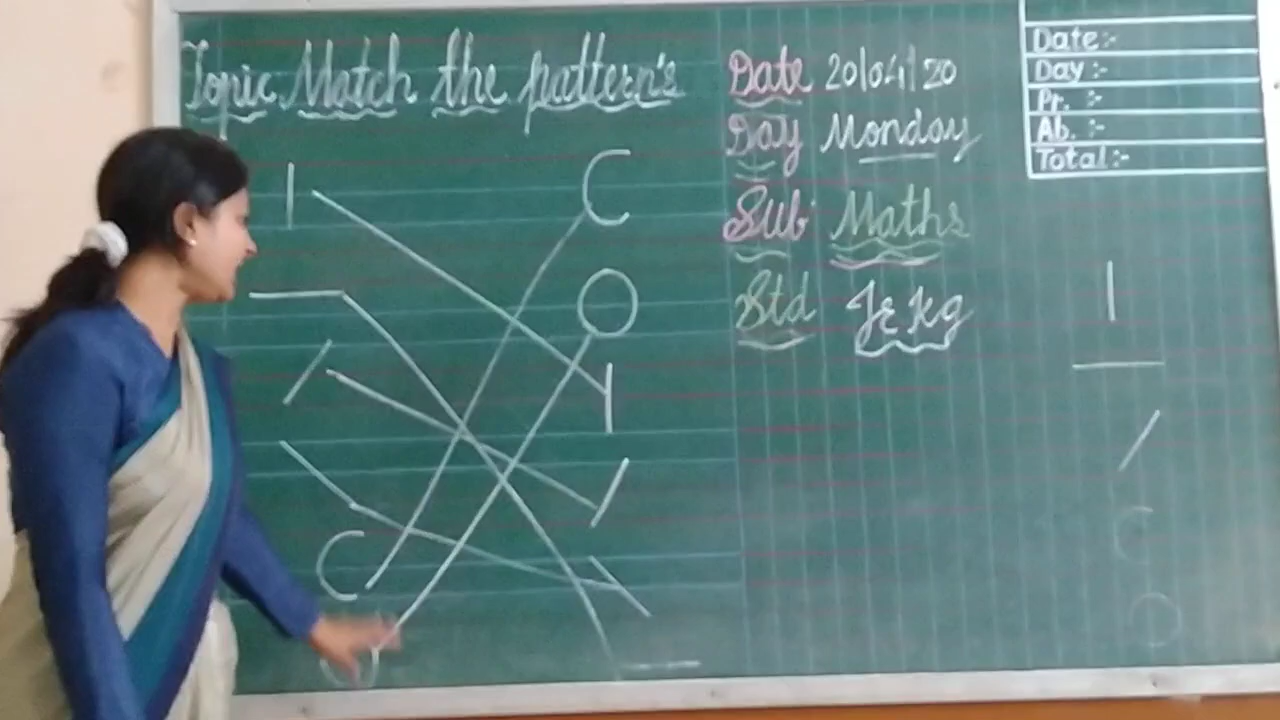 Topic Match the pattern's
Date 20/04/20
Day Monday
Sub Maths
Std Jr Kg
Date:-
Day :-
Pr. :-
Ab. :-
Total:-